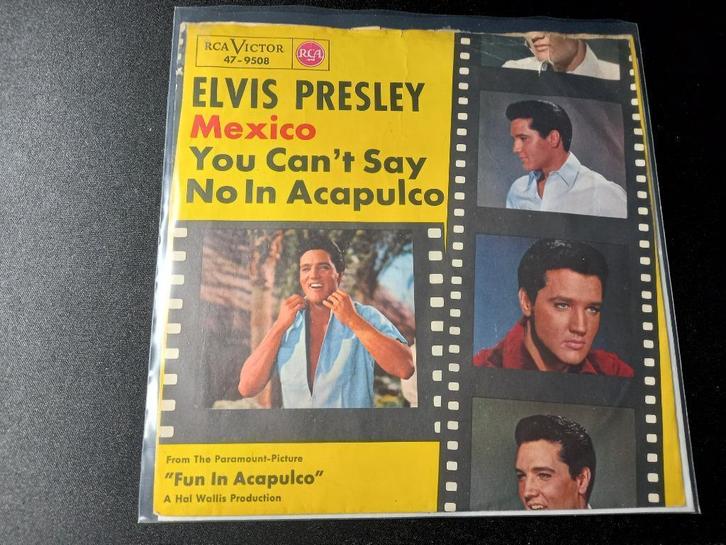 RCA VICTOR
47-9508
RCA
ELVIS PRESLEY
Mexico
You Can't Say
No In Acapulco
From The Paramount-Picture
"Fun In Acapulco"
A Hal Wallis Production